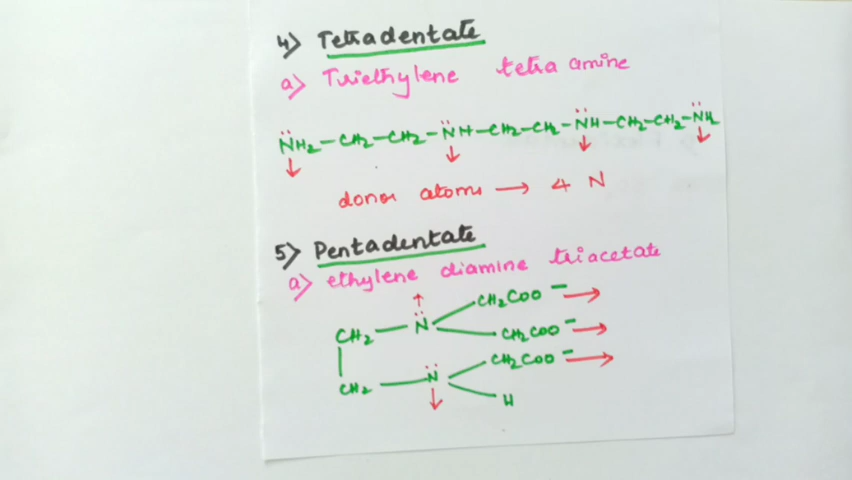 4) Tetradentate
a) Triethylene tetra amine
N̈H₂-CH₂-CH₂-N̈H-CH₂-CH₂-N̈H-CH₂-CH₂-N̈H₂
donor atoms → 4 N
5) Pentadentate
a) ethylene diamine triacetate
CH₂COO⁻ →
CH₂ — N̈
CH₂COO⁻ →
CH₂COO⁻ →
CH₂ — N̈
H